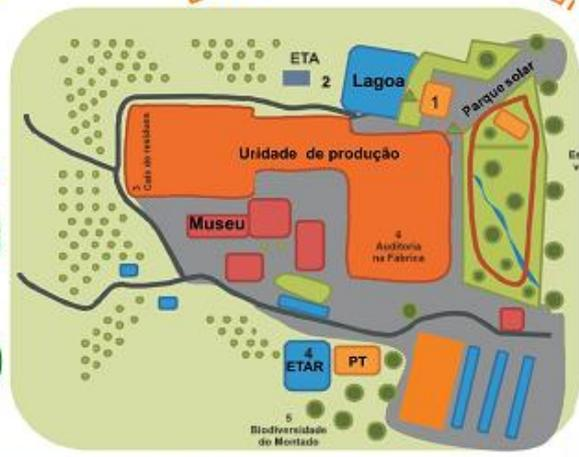 ETA
2
Lagoa
1
Parque solar
3
Cais de resíduos
Unidade de produção
Museu
4
Auditoria
na Fabrica
4
ETAR
PT
5
Biodiversidade
do Montado